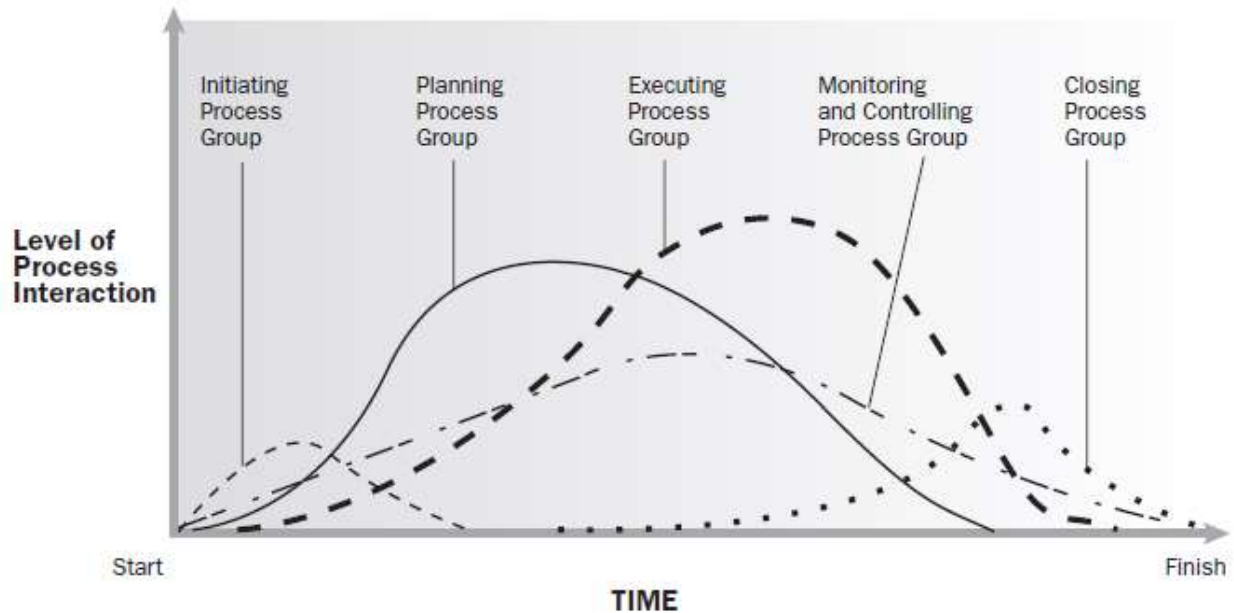 Initiating
Process
Group
Planning
Process
Group
Executing
Process
Group
Monitoring
and Controlling
Process Group
Closing
Process
Group
Level of
Process
Interaction
Start
Finish
TIME